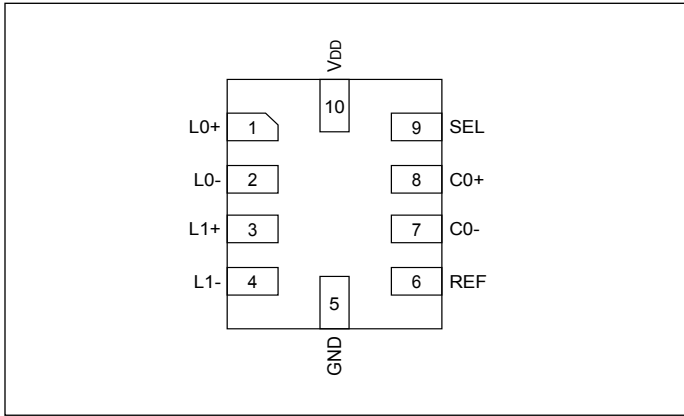 VDD
10
L0+ 1 9 SEL
L0- 2 8 C0+
L1+ 3 7 C0-
L1- 4 6 REF
5
GND